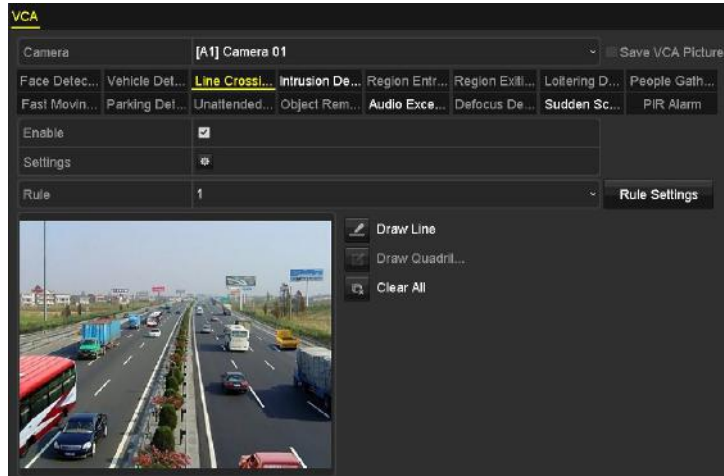 VCA
Camera [A1] Camera 01 Save VCA Picture
Face Detec... Vehicle Det... Line Crossi... Intrusion De... Region Entr... Region Exiti... Loitering D... People Gath...
Fast Movin... Parking Det... Unattended... Object Rem... Audio Exce... Defocus De... Sudden Sc... PIR Alarm
Enable
Settings
Rule 1 Rule Settings
Draw Line
Draw Quadril...
Clear All